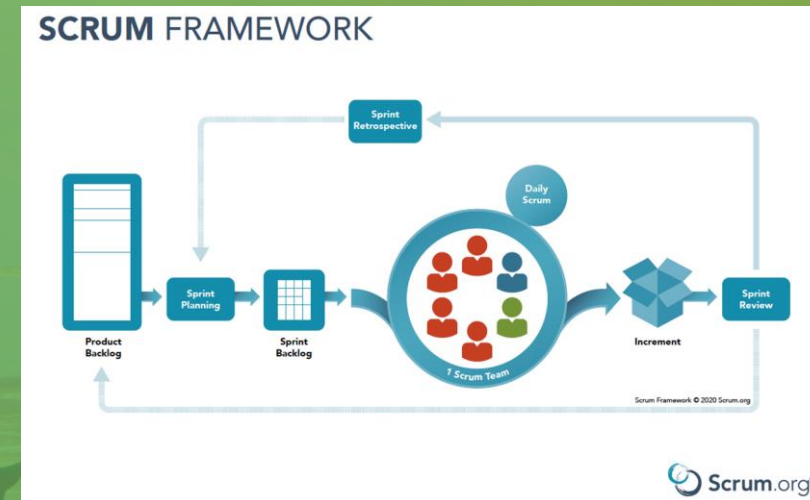 SCRUM FRAMEWORK
Sprint
Retrospective
Daily
Scrum
Sprint
Planning
Sprint
Review
Product
Backlog
Sprint
Backlog
Increment
1 Scrum Team
Scrum Framework © 2020 Scrum.org
Scrum.org